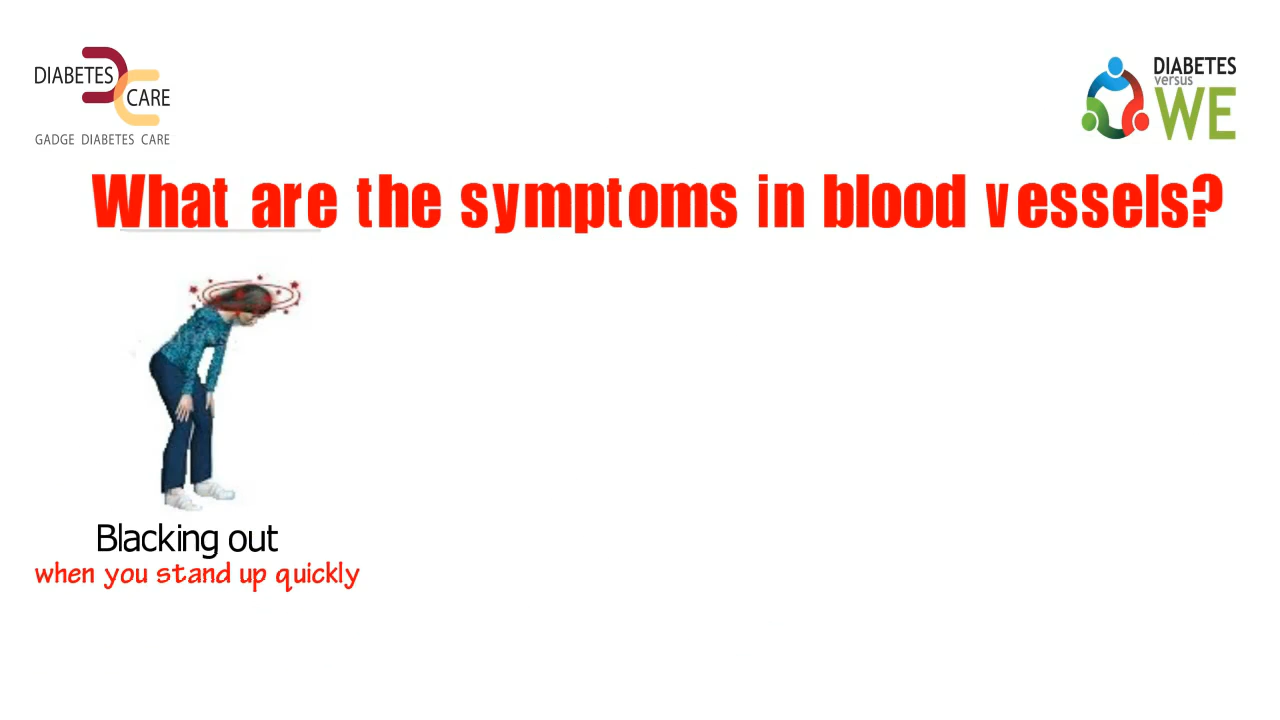 DIABETES
CARE
GADGE DIABETES CARE
DIABETES
versus
WE
What are the symptoms in blood vessels?
Blacking out
when you stand up quickly